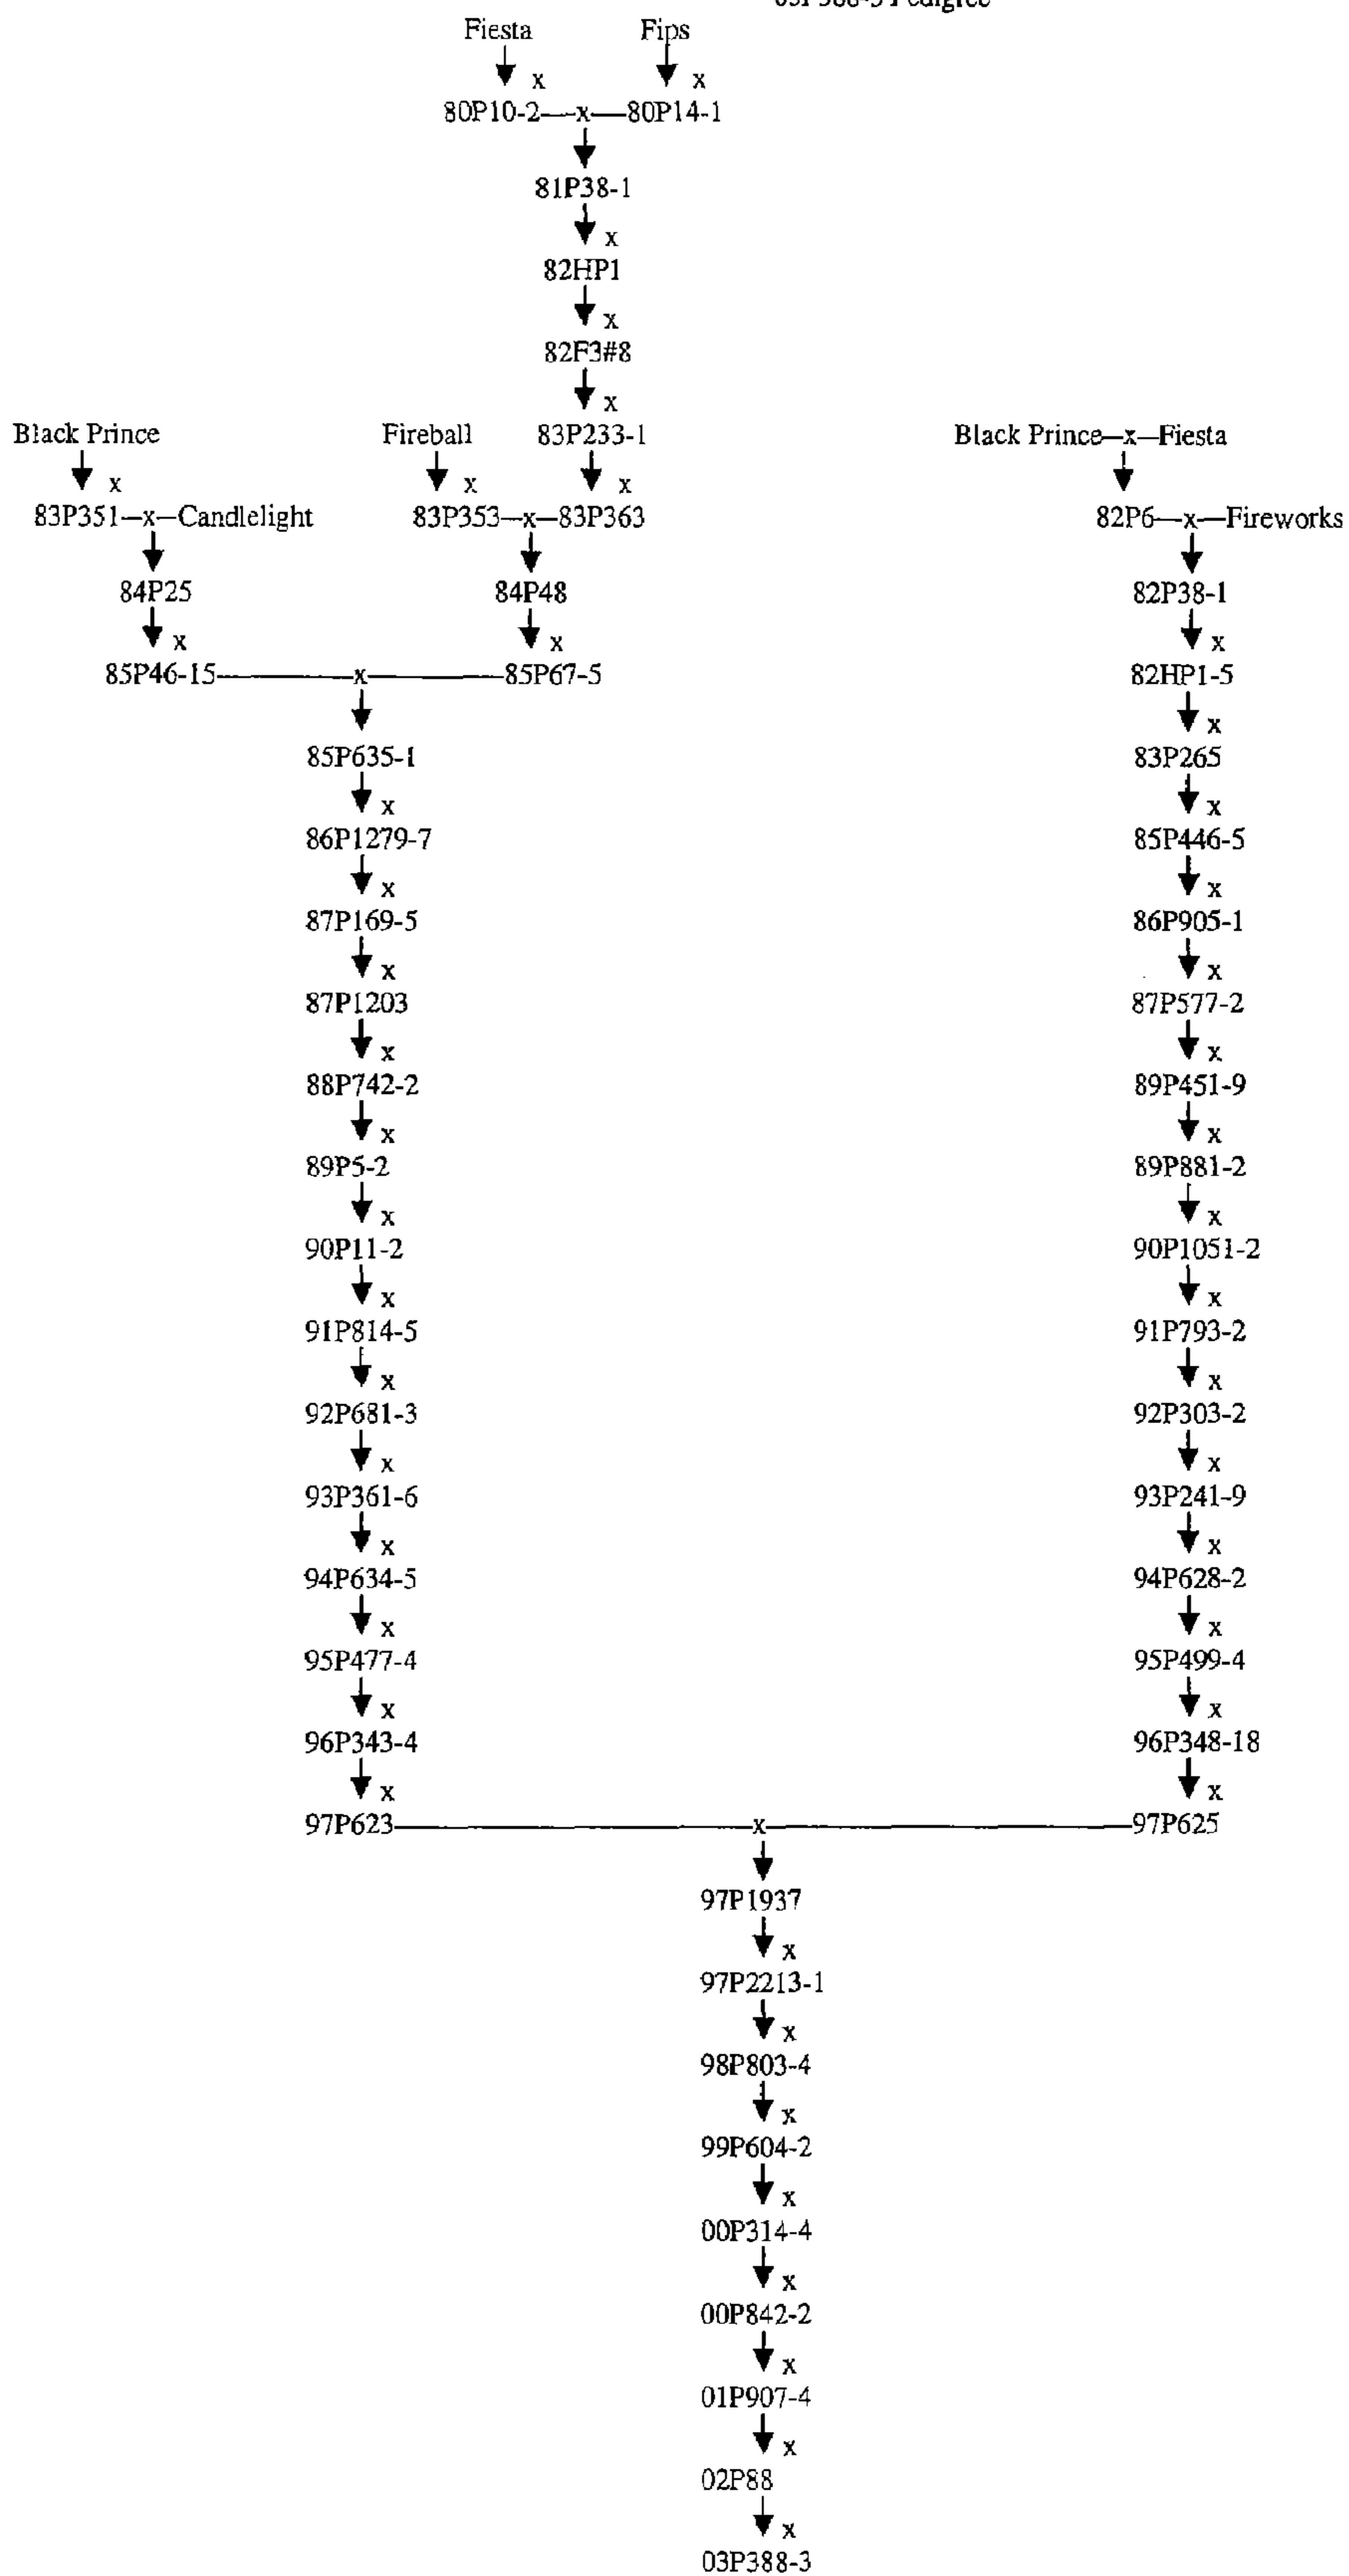 Fiesta Fips
x x
80P10-2—x—80P14-1
81P38-1
x
82HP1
x
82F3#8
x
Black Prince Fireball 83P233-1 Black Prince—x—Fiesta
x x x
83P351—x—Candlelight 83P353—x—83P363 82P6—x—Fireworks
84P25 84P48 82P38-1
x x x
85P46-15—x—85P67-5 82HP1-5
x
85P635-1 83P265
x x
86P1279-7 85P446-5
x x
87P169-5 86P905-1
x x
87P1203 87P577-2
x x
88P742-2 89P451-9
x x
89P5-2 89P881-2
x x
90P11-2 90P1051-2
x x
91P814-5 91P793-2
x x
92P681-3 92P303-2
x x
93P361-6 93P241-9
x x
94P634-5 94P628-2
x x
95P477-4 95P499-4
x x
96P343-4 96P348-18
x x
97P623—x—97P625
97P1937
x
97P2213-1
x
98P803-4
x
99P604-2
x
00P314-4
x
00P842-2
x
01P907-4
x
02P88
x
03P388-3